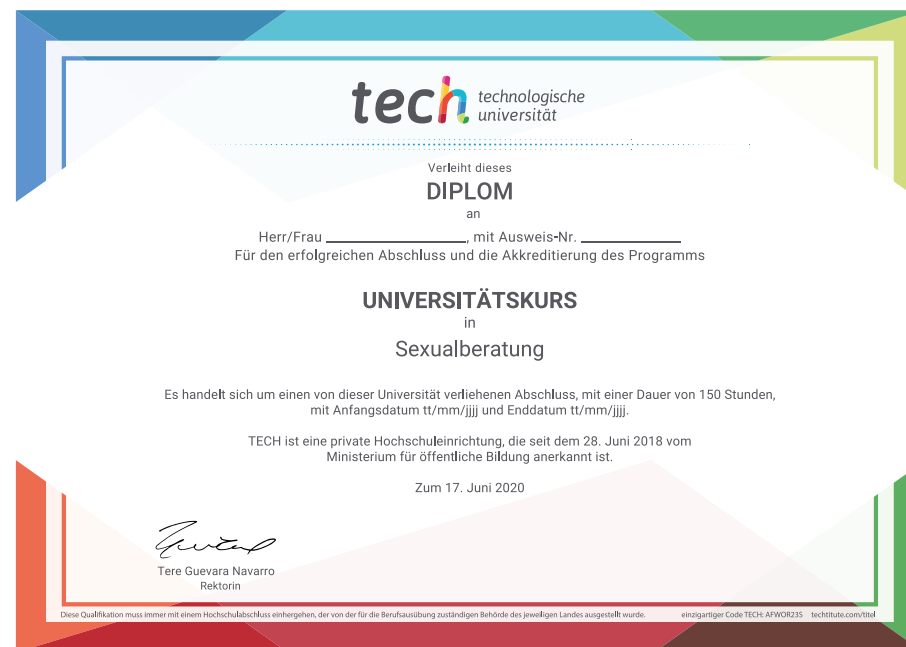 tech technologische
universität
Verleiht dieses
DIPLOM
an
Herr/Frau ____________, mit Ausweis-Nr. ____________
Für den erfolgreichen Abschluss und die Akkreditierung des Programms
UNIVERSITÄTSKURS
in
Sexualberatung
Es handelt sich um einen von dieser Universität verliehenen Abschluss, mit einer Dauer von 150 Stunden,
mit Anfangsdatum tt/mm/jjjj und Enddatum tt/mm/jjjj.
TECH ist eine private Hochschuleinrichtung, die seit dem 28. Juni 2018 vom
Ministerium für öffentliche Bildung anerkannt ist.
Zum 17. Juni 2020
Tere Guevara Navarro
Rektorin
Diese Qualifikation muss immer mit einem Hochschulabschluss einhergehen, der von der für die Berufsausübung zuständigen Behörde des jeweiligen Landes ausgestellt wurde. einzigartiger Code TECH: AFWOR23S techtitute.com/titel